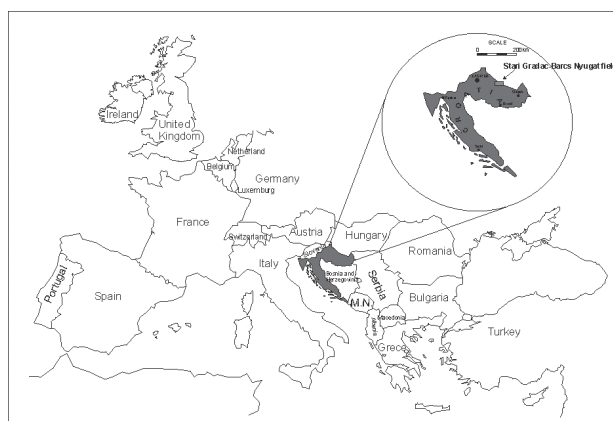 SCALE
0
200km
Stari Gradac-Barcs Nyugat field
Ireland
United
Kingdom
Netherland
Belgium
Germany
Luxemburg
France
Switzerland
Austria
Hungary
Romania
Italy
Bosnia and
Herzegovina
Serbia
Bulgaria
M.N.
Macedonia
Albania
Grece
Turkey
Portugal
Spain